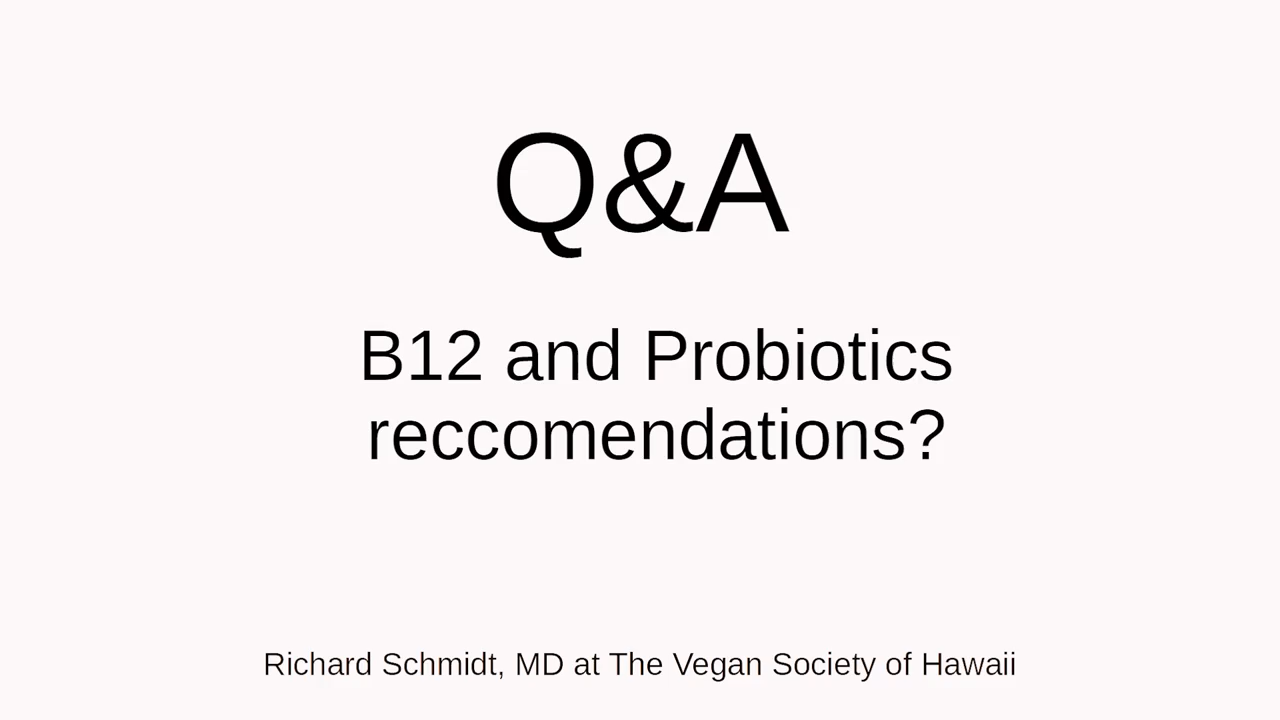 Q&A
B12 and Probiotics
reccomendations?
Richard Schmidt, MD at The Vegan Society of Hawaii